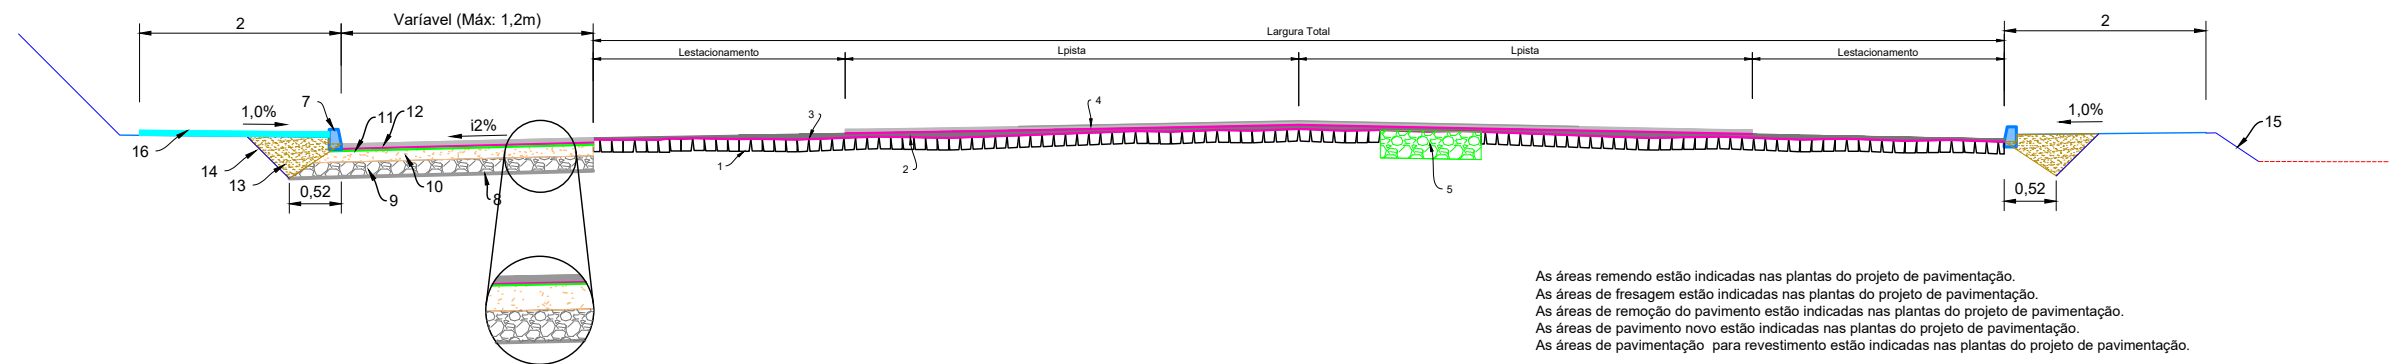 2
Varíavel (Máx: 1,2m)
Largura Total
2
Lestacionamento
Lpista
Lpista
Lestacionamento
1,0%
7
11
12
i2%
3
4
1,0%
15
16
14
13
10
9
8
1
2
5
0,52
0,52
As áreas remendo estão indicadas nas plantas do projeto de pavimentação.
As áreas de fresagem estão indicadas nas plantas do projeto de pavimentação.
As áreas de remoção do pavimento estão indicadas nas plantas do projeto de pavimentação.
As áreas de pavimento novo estão indicadas nas plantas do projeto de pavimentação.
As áreas de pavimentação  para revestimento estão indicadas nas plantas do projeto de pavimentação.